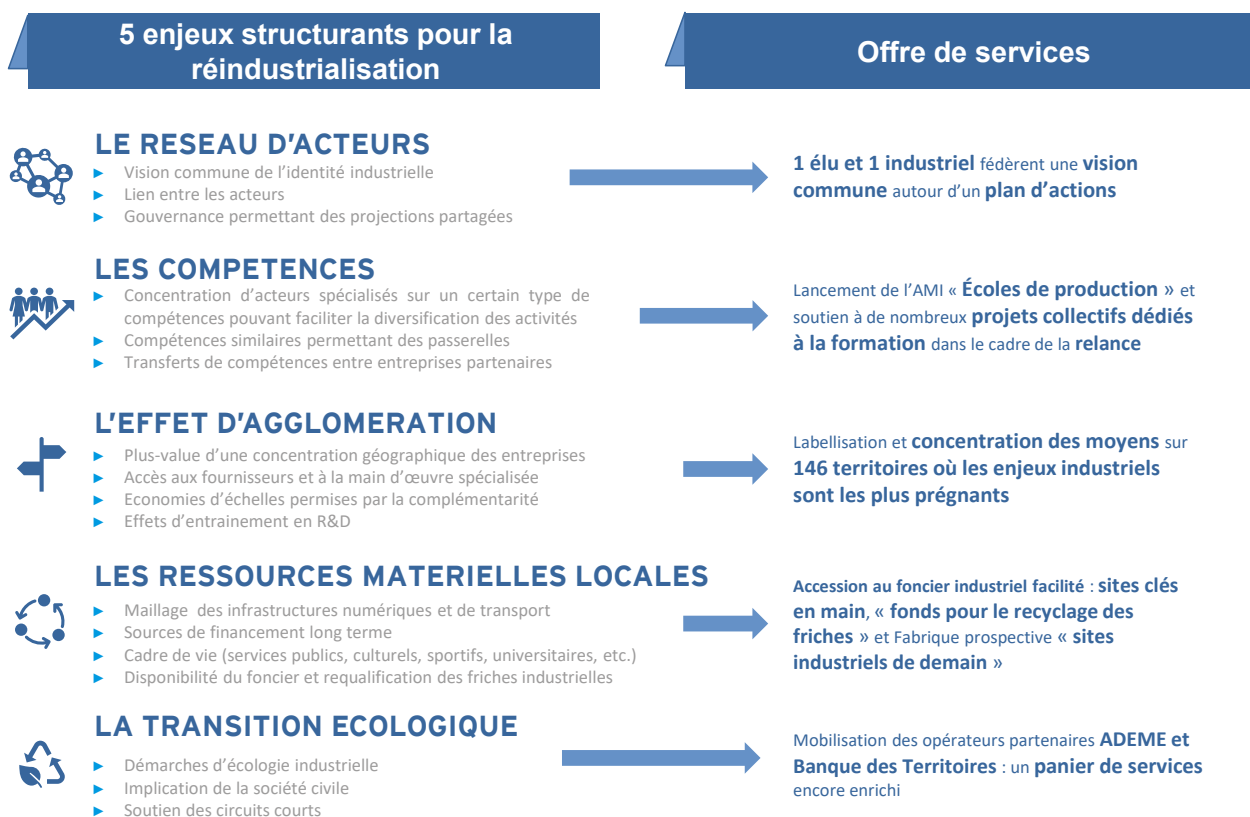 5 enjeux structurants pour la
réindustrialisation
Offre de services
LE RESEAU D'ACTEURS
► Vision commune de l'identité industrielle
► Lien entre les acteurs
► Gouvernance permettant des projections partagées
1 élu et 1 industriel fédèrent une vision
commune autour d'un plan d'actions
LES COMPETENCES
► Concentration d'acteurs spécialisés sur un certain type de
compétences pouvant faciliter la diversification des activités
► Compétences similaires permettant des passerelles
► Transferts de compétences entre entreprises partenaires
Lancement de l'AMI « Écoles de production » et
soutien à de nombreux projets collectifs dédiés
à la formation dans le cadre de la relance
L'EFFET D'AGGLOMERATION
► Plus-value d'une concentration géographique des entreprises
► Accès aux fournisseurs et à la main d'œuvre spécialisée
► Economies d'échelles permises par la complémentarité
► Effets d'entrainement en R&D
Labellisation et concentration des moyens sur
146 territoires où les enjeux industriels
sont les plus prégnants
LES RESSOURCES MATERIELLES LOCALES
► Maillage des infrastructures numériques et de transport
► Sources de financement long terme
► Cadre de vie (services publics, culturels, sportifs, universitaires, etc.)
► Disponibilité du foncier et requalification des friches industrielles
Accession au foncier industriel facilité : sites clés
en main, « fonds pour le recyclage des
friches » et Fabrique prospective « sites
industriels de demain »
LA TRANSITION ECOLOGIQUE
► Démarches d'écologie industrielle
► Implication de la société civile
► Soutien des circuits courts
Mobilisation des opérateurs partenaires ADEME et
Banque des Territoires : un panier de services
encore enrichi